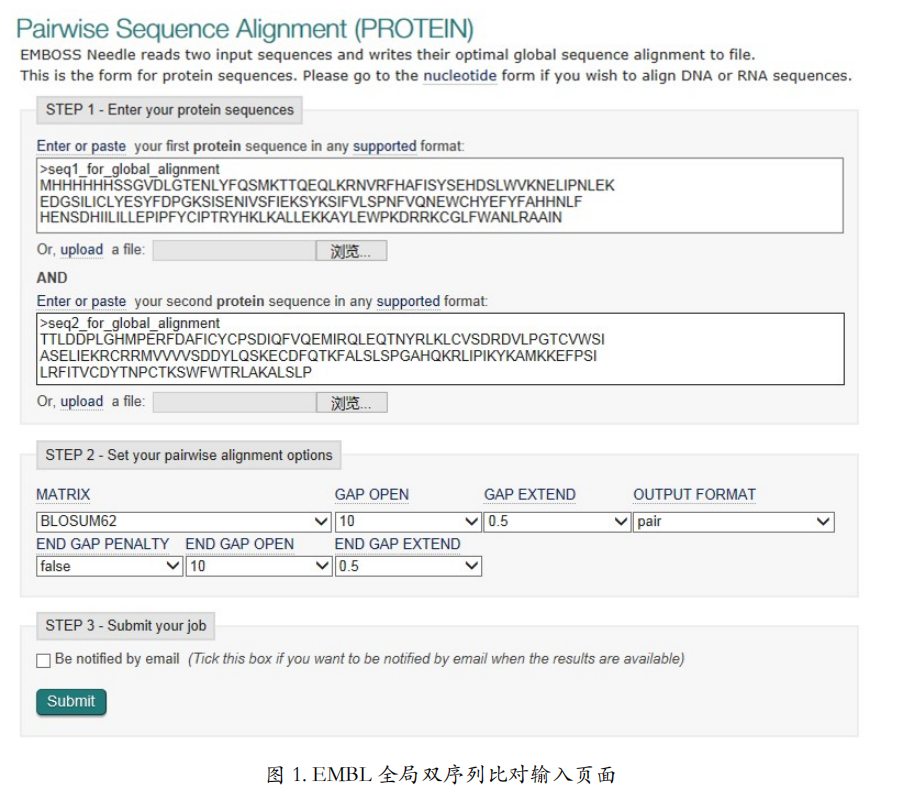 Pairwise Sequence Alignment (PROTEIN)
EMBOSS Needle reads two input sequences and writes their optimal global sequence alignment to file.
This is the form for protein sequences. Please go to the nucleotide form if you wish to align DNA or RNA sequences.
STEP 1 - Enter your protein sequences
Enter or paste your first protein sequence in any supported format:
>seq1_for_global_alignment
MHHHHHHSSGVDLGTENLYFQSMKTTQEQLKRNVRFHAFISYSEHDSLWVKNELIPNLEK
EDGSILICLYESYFDPGKSISENIVSFIEKSYKSIFVLSPNFVQNEWCHYEFYFAHHNLF
HENSDHIILILLEPIPFYCIPTRYHKLKALLEKKAYLEWPKDRRKCGLFWANLRAAIN
Or, upload a file: 浏览...
AND
Enter or paste your second protein sequence in any supported format:
>seq2_for_global_alignment
TTLDDPLGHMPERFDAFICYCPSDIQFVQEMIRQLEQTNYRLKLCVSDRDVLPGTCVWSI
ASELIEKRCRRMVVVVSDDYLQSKECDFQTKFALSLSPGAHQKRLIPIKYKAMKKEFPSI
LRFITVCDYTNPCTKSWFWTRLAKALSLP
Or, upload a file: 浏览...
STEP 2 - Set your pairwise alignment options
MATRIX GAP OPEN GAP EXTEND OUTPUT FORMAT
BLOSUM62 10 0.5 pair
END GAP PENALTY END GAP OPEN END GAP EXTEND
false 10 0.5
STEP 3 - Submit your job
Be notified by email (Tick this box if you want to be notified by email when the results are available)
Submit
图 1. EMBL 全局双序列比对输入页面